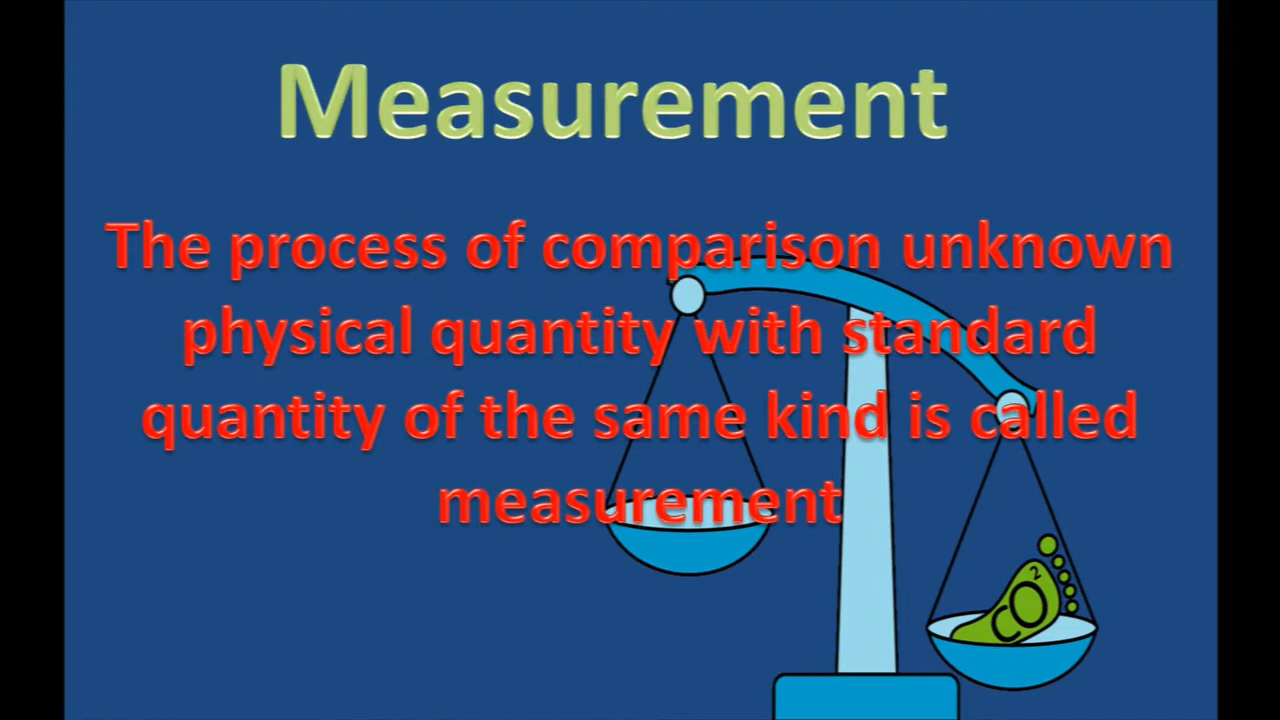 Measurement
The process of comparison unknown
physical quantity with standard
quantity of the same kind is called
measurement
CO2